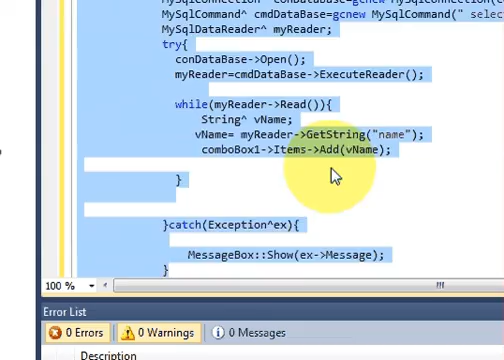 MySqlConnection^ conDataBase=gcnew MySqlConnection(co
MySqlCommand^ cmdDataBase=gcnew MySqlCommand(" selec
MySqlDataReader^ myReader;
try{
conDataBase->Open();
myReader=cmdDataBase->ExecuteReader();
while(myReader->Read()){
String^ vName;
vName= myReader->GetString("name");
comboBox1->Items->Add(vName);
}
}catch(Exception^ex){
MessageBox::Show(ex->Message);
}
100 %
Error List
0 Errors
0 Warnings
0 Messages
Description